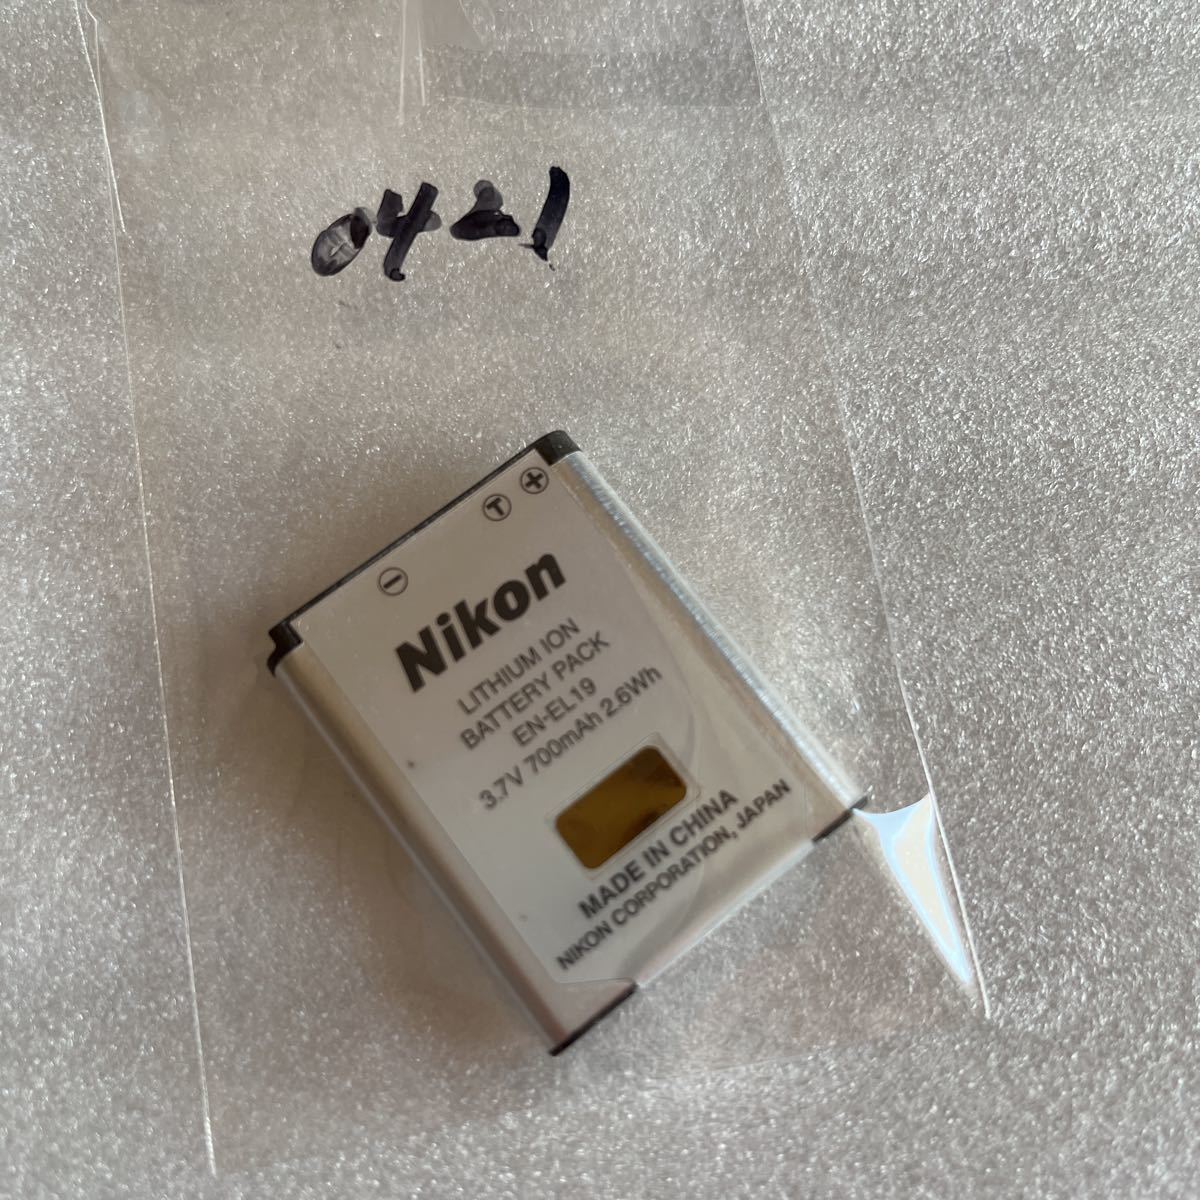 0421
+
T
−
Nikon
LITHIUM ION
BATTERY PACK
EN-EL19
3.7V 700mAh 2.6Wh
MADE IN CHINA
NIKON CORPORATION, JAPAN